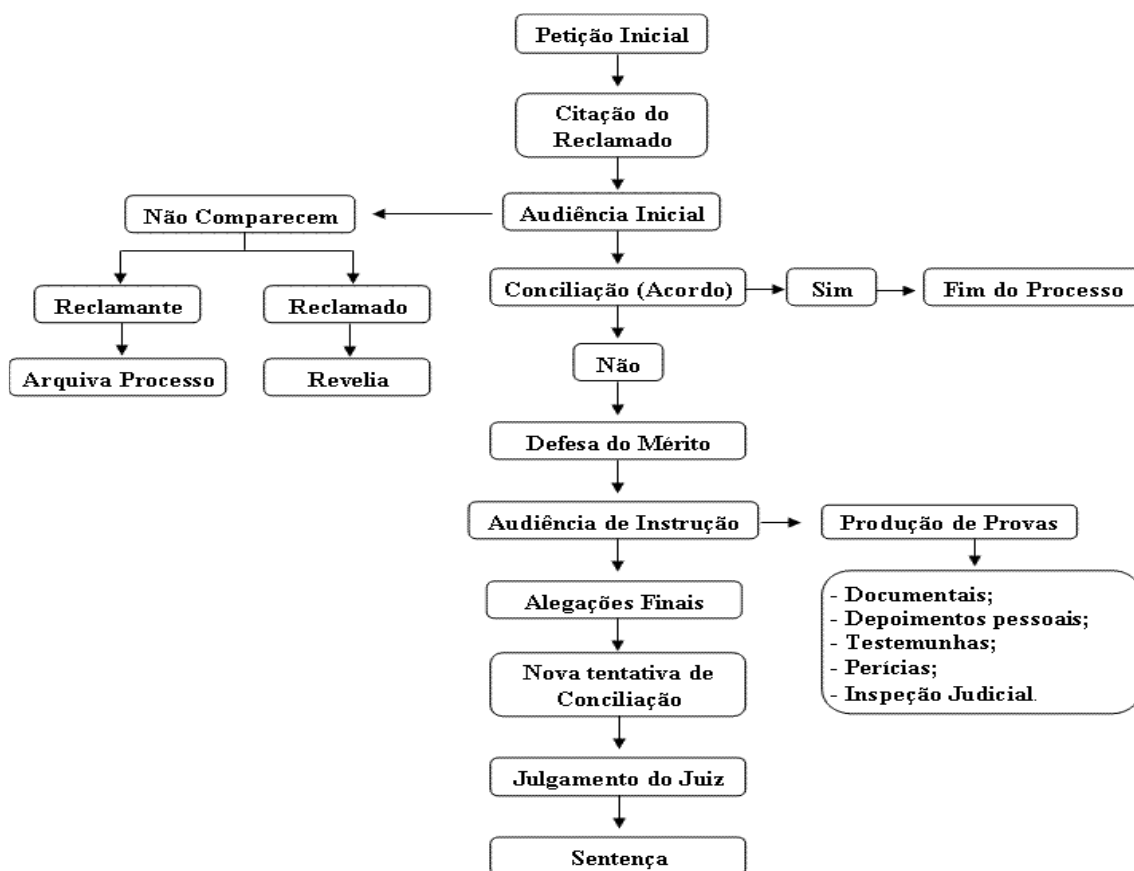 Petição Inicial
Citação do
Reclamado
Não Comparecem
Audiência Inicial
Reclamante
Reclamado
Conciliação (Acordo)
Sim
Fim do Processo
Arquiva Processo
Revelia
Não
Defesa do Mérito
Audiência de Instrução
Produção de Provas
- Documentais;
- Depoimentos pessoais;
- Testemunhas;
- Perícias;
- Inspeção Judicial.
Alegações Finais
Nova tentativa de
Conciliação
Julgamento do Juiz
Sentença